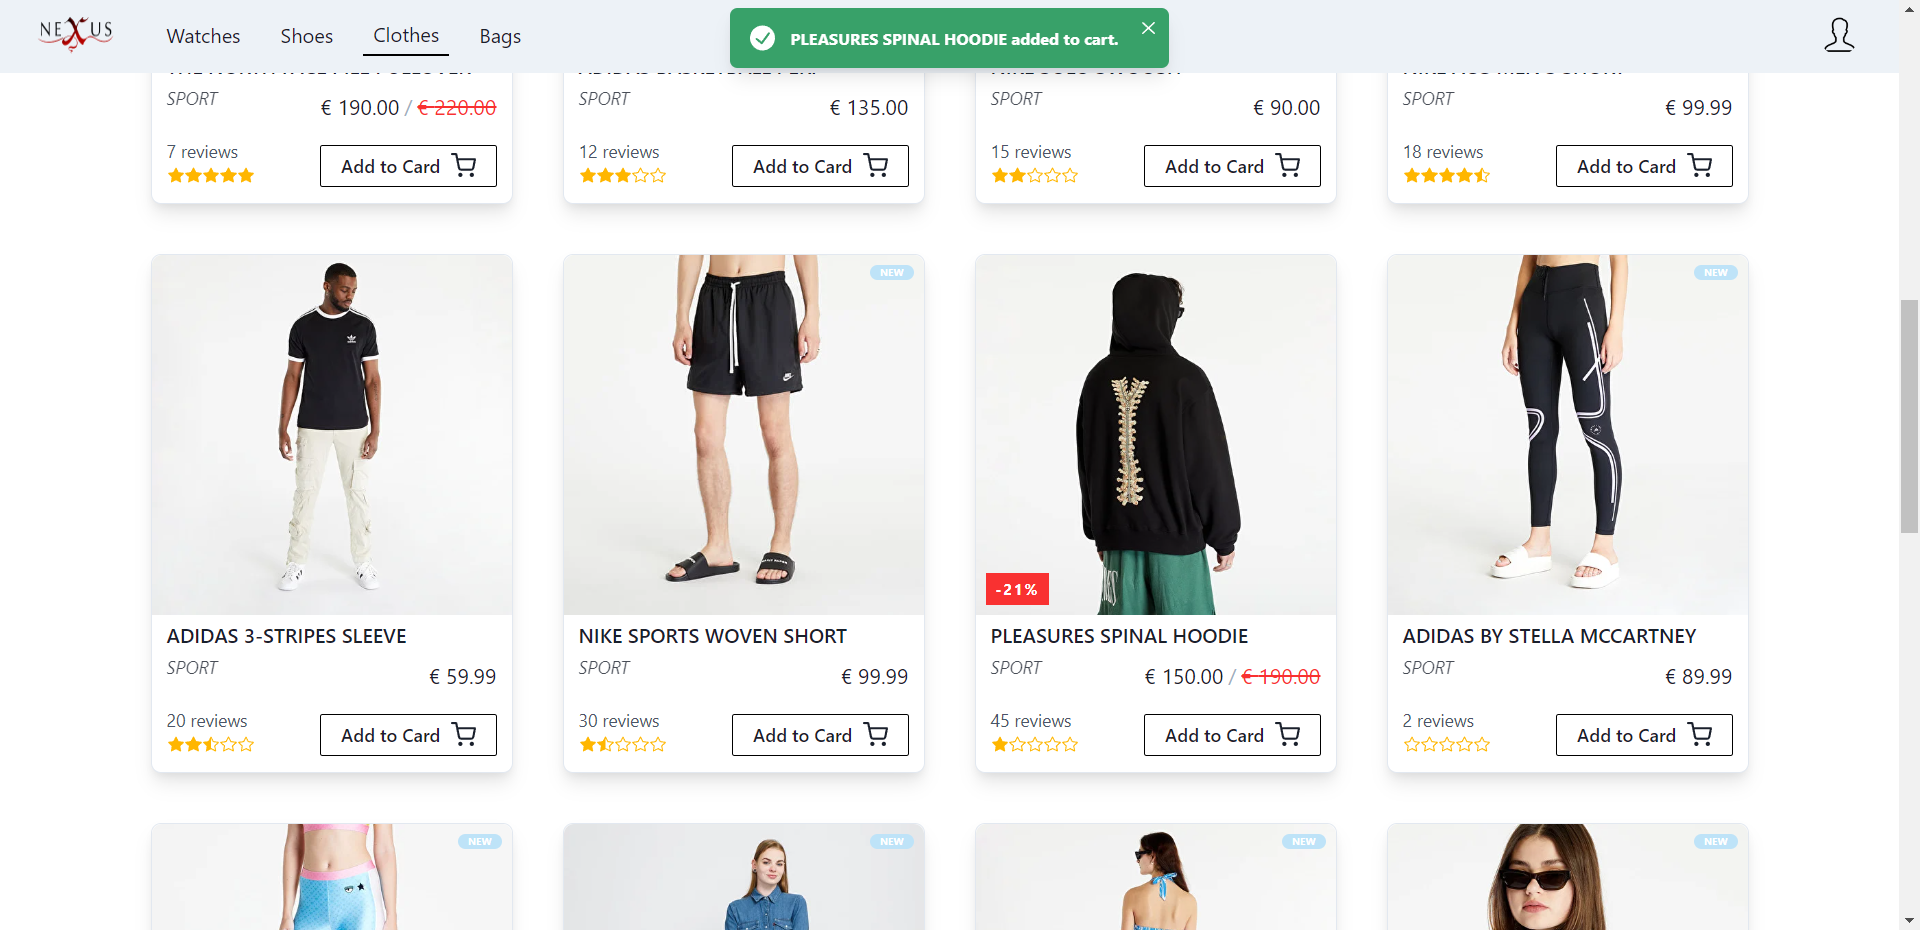 NEXUS
Watches
Shoes
Clothes
Bags
PLEASURES SPINAL HOODIE added to cart.
SPORT
€ 190.00 / € 220.00
7 reviews
Add to Card
SPORT
€ 135.00
12 reviews
Add to Card
SPORT
€ 90.00
15 reviews
Add to Card
SPORT
€ 99.99
18 reviews
Add to Card
ADIDAS 3-STRIPES SLEEVE
SPORT
€ 59.99
20 reviews
Add to Card
NEW
NIKE SPORTS WOVEN SHORT
SPORT
€ 99.99
30 reviews
Add to Card
-21%
PLEASURES SPINAL HOODIE
SPORT
€ 150.00 / € 190.00
45 reviews
Add to Card
NEW
ADIDAS BY STELLA MCCARTNEY
SPORT
€ 89.99
2 reviews
Add to Card
NEW
NEW
NEW
NEW